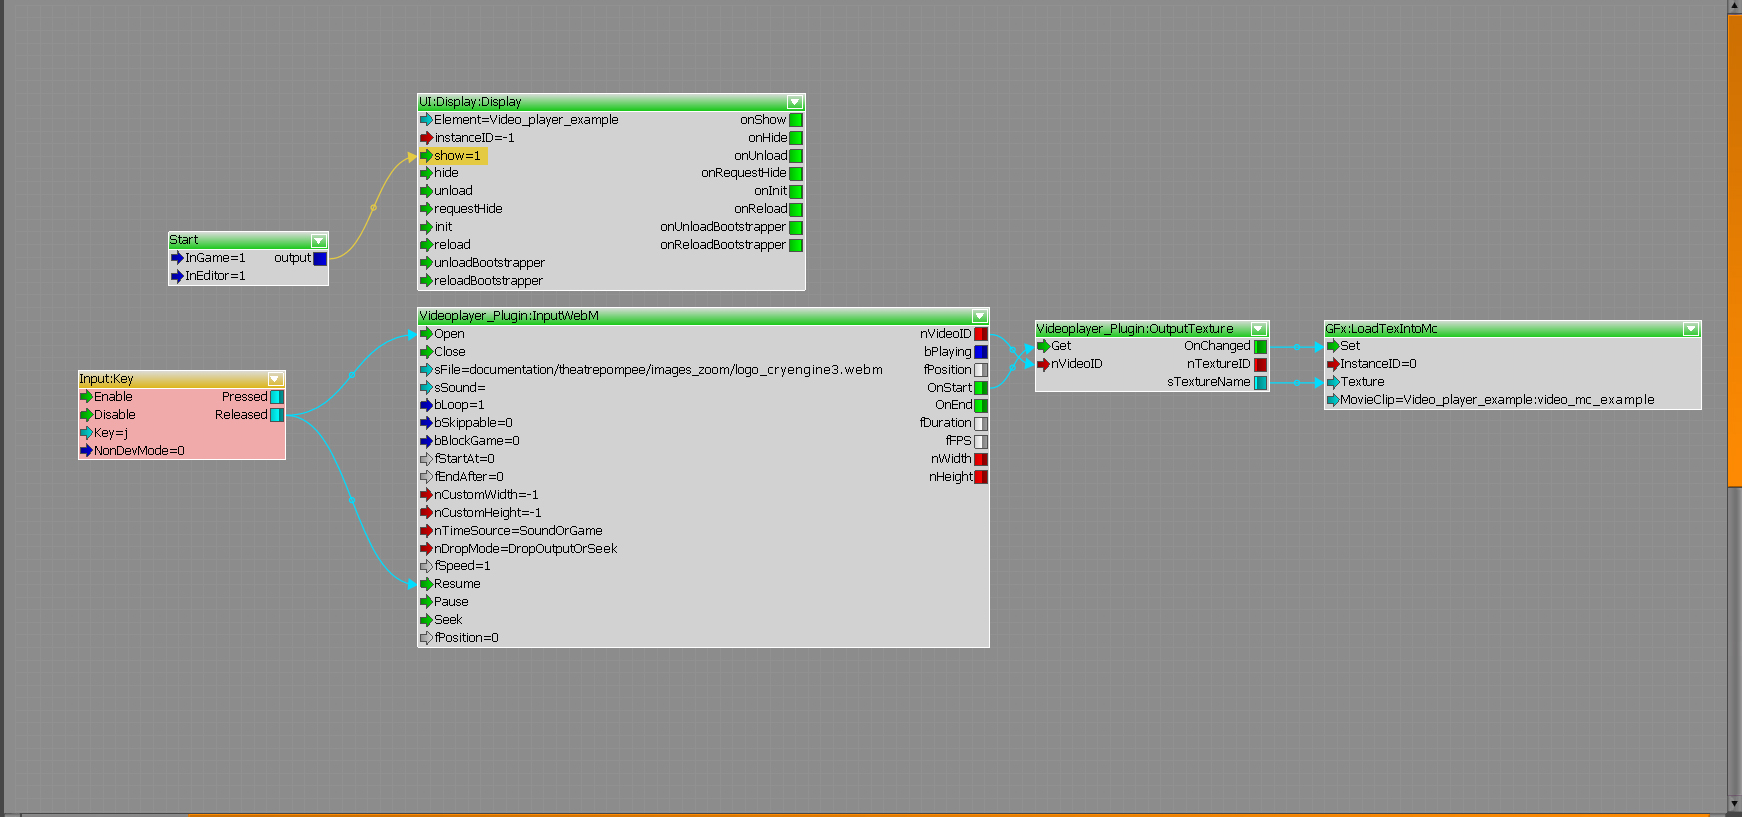 UI:Display:Display
Element=Video_player_example onShow
instanceID=-1 onHide
show=1 onUnload
hide onRequestHide
unload onInit
requestHide onReload
init onUnloadBootstrapper
reload onReloadBootstrapper
unloadBootstrapper
reloadBootstrapper
Start
InGame=1 output
InEditor=1
Videoplayer_Plugin:InputWebM
Open nVideoID
Close bPlaying
sFile=documentation/theatrepompee/images_zoom/logo_cryengine3.webm fPosition
sSound= OnStart
bLoop=1 OnEnd
bSkippable=0 fDuration
bBlockGame=0 fFPS
fStartAt=0 nWidth
fEndAfter=0 nHeight
nCustomWidth=-1
nCustomHeight=-1
nTimeSource=SoundOrGame
nDropMode=DropOutputOrSeek
fSpeed=1
Resume
Pause
Seek
fPosition=0
Input:Key
Enable Pressed
Disable Released
Key=j
NonDevMode=0
Videoplayer_Plugin:OutputTexture
Get OnChanged
nVideoID nTextureID
sTextureName
GFx:LoadTexIntoMc
Set
InstanceID=0
Texture
MovieClip=Video_player_example:video_mc_example